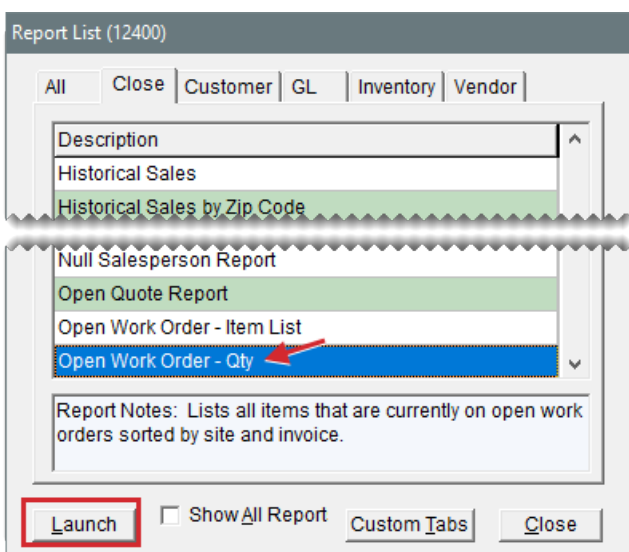 Report List (12400)
All Close Customer GL Inventory Vendor
Description
Historical Sales
Historical Sales by Zip Code
Null Salesperson Report
Open Quote Report
Open Work Order - Item List
Open Work Order - Qty
Report Notes: Lists all items that are currently on open work
orders sorted by site and invoice.
Launch Show All Report Custom Tabs Close